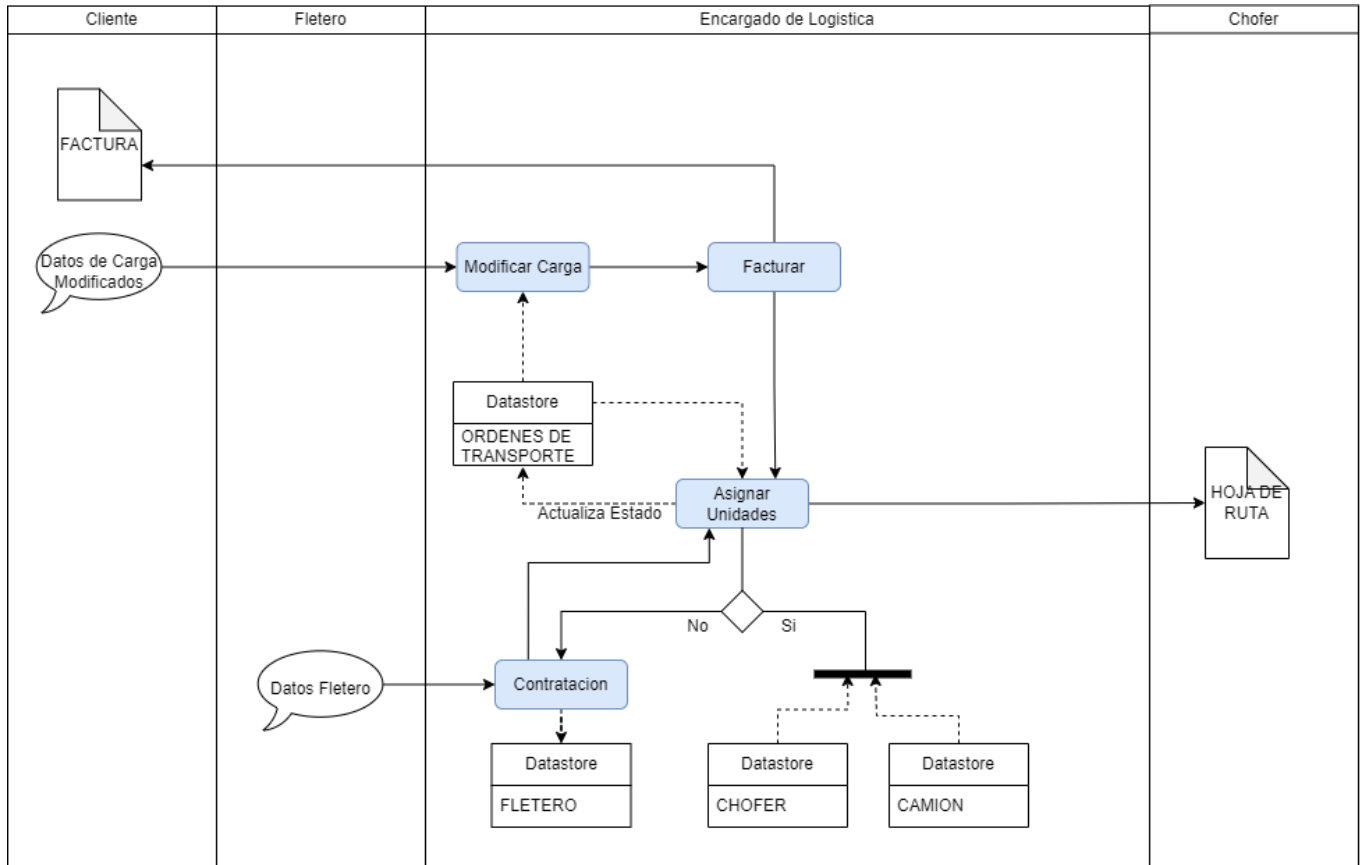 Cliente
Fletero
Encargado de Logistica
Chofer
FACTURA
Datos de Carga
Modificados
Modificar Carga
Facturar
Datastore
ORDENES DE
TRANSPORTE
Actualiza Estado
Asignar
Unidades
HOJA DE
RUTA
No
Si
Datos Fletero
Contratacion
Datastore
FLETERO
Datastore
CHOFER
Datastore
CAMION